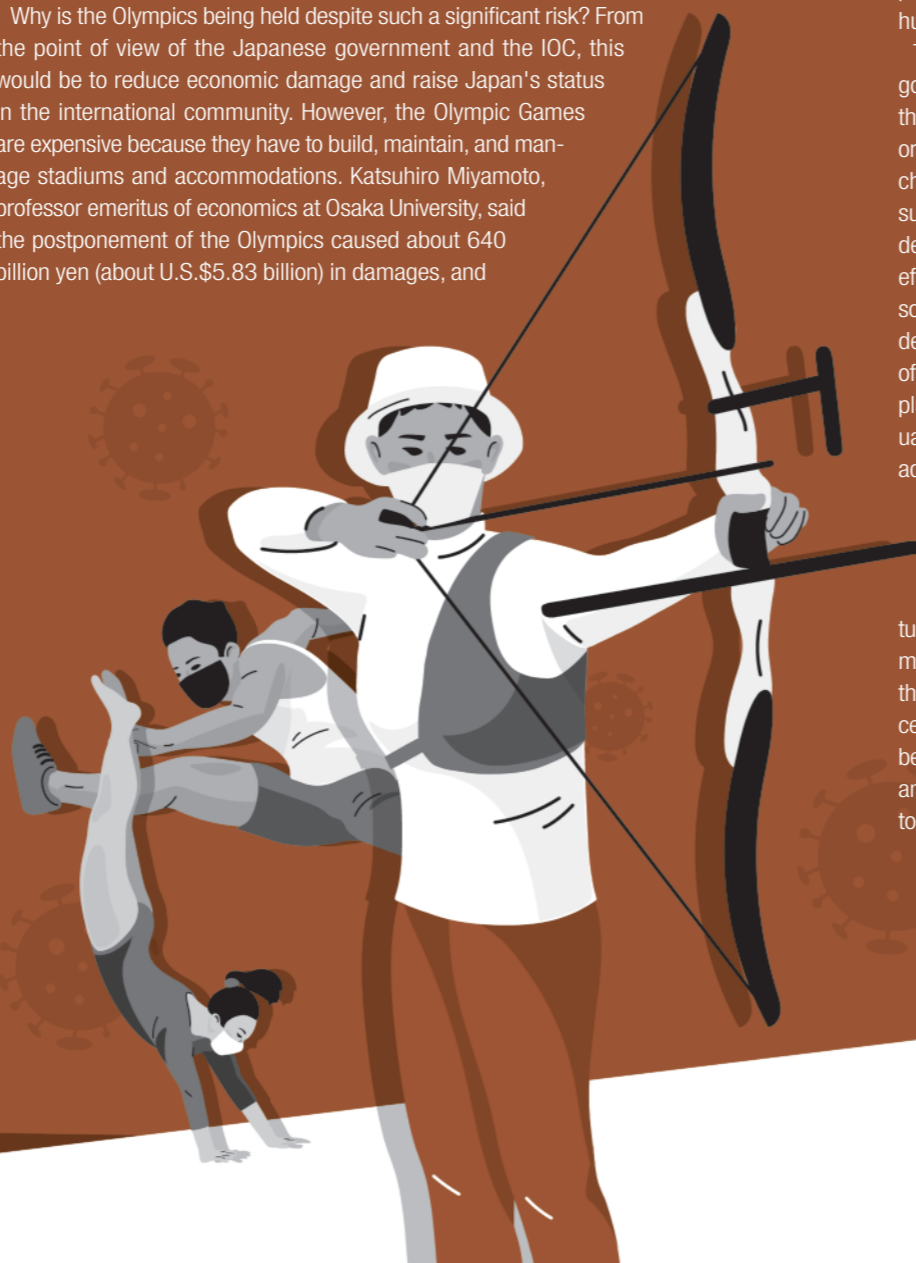 Why is the Olympics being held despite such a significant risk? From
the point of view of the Japanese government and the IOC, this
would be to reduce economic damage and raise Japan's status
n the international community. However, the Olympic Games
are expensive because they have to build, maintain, and man-
age stadiums and accommodations. Katsuhiro Miyamoto,
professor emeritus of economics at Osaka University, said
the postponement of the Olympics caused about 640
billion yen (about U.S.$5.83 billion) in damages, and